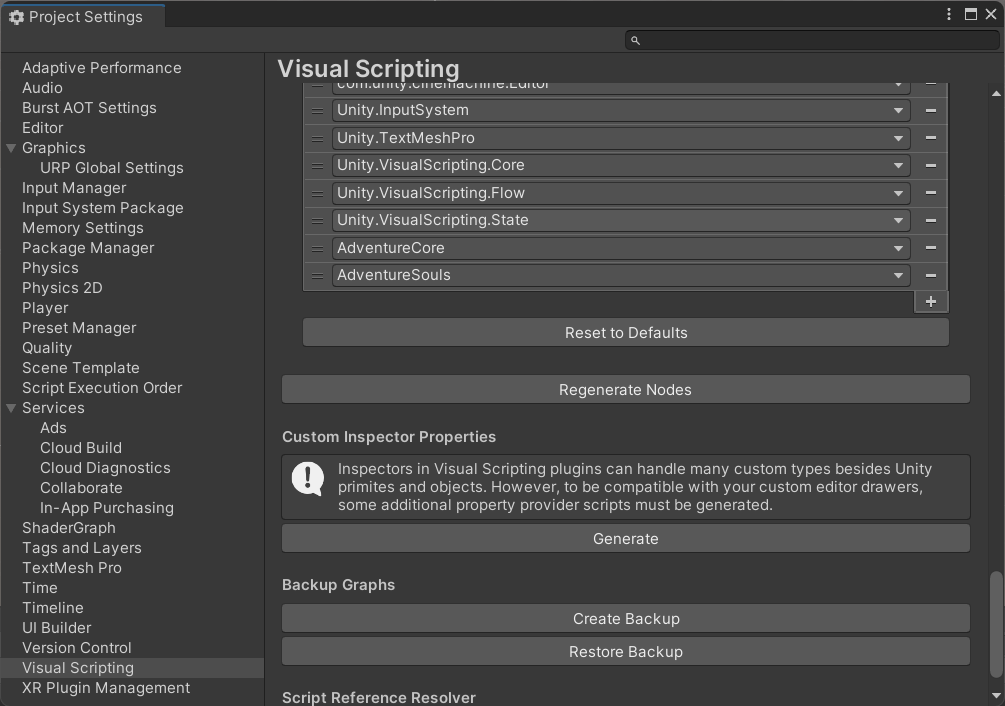 Project Settings
Adaptive Performance
Audio
Burst AOT Settings
Editor
Graphics
URP Global Settings
Input Manager
Input System Package
Memory Settings
Package Manager
Physics
Physics 2D
Player
Preset Manager
Quality
Scene Template
Script Execution Order
Services
Ads
Cloud Build
Cloud Diagnostics
Collaborate
In-App Purchasing
ShaderGraph
Tags and Layers
TextMesh Pro
Time
Timeline
UI Builder
Version Control
Visual Scripting
XR Plugin Management
Visual Scripting
com.unity.cinemachine.Editor
Unity.InputSystem
Unity.TextMeshPro
Unity.VisualScripting.Core
Unity.VisualScripting.Flow
Unity.VisualScripting.State
AdventureCore
AdventureSouls
Reset to Defaults
Regenerate Nodes
Custom Inspector Properties
Inspectors in Visual Scripting plugins can handle many custom types besides Unity
primites and objects. However, to be compatible with your custom editor drawers,
some additional property provider scripts must be generated.
Generate
Backup Graphs
Create Backup
Restore Backup
Script Reference Resolver